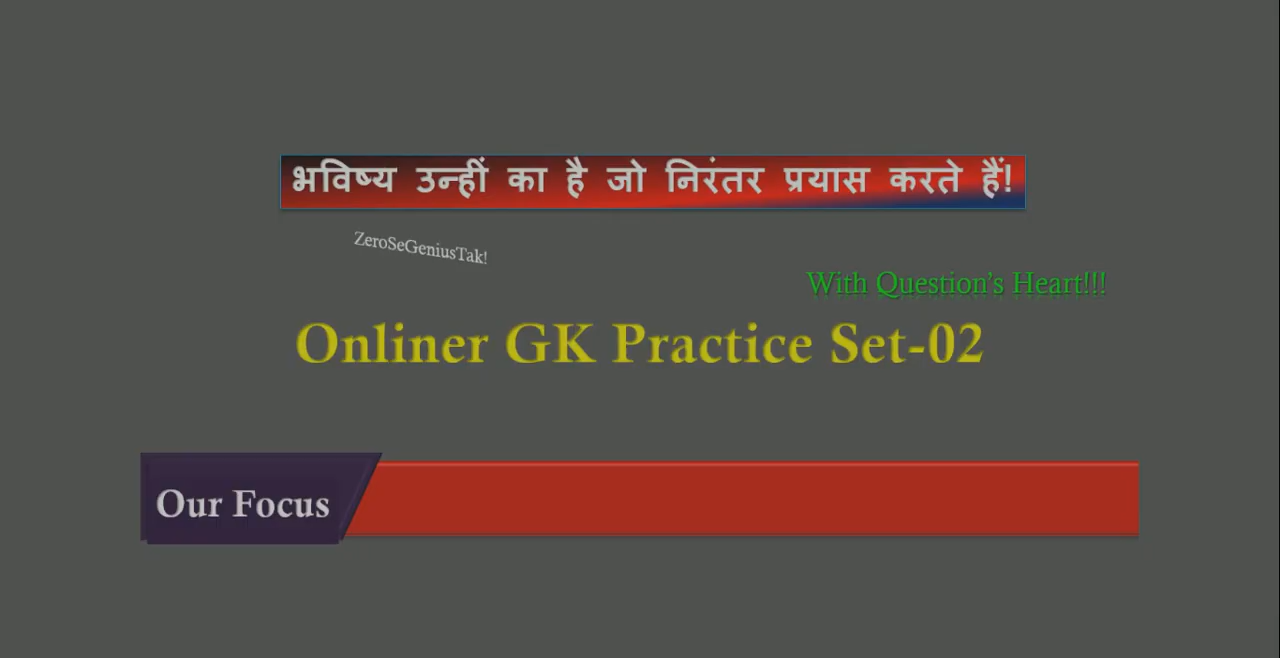 भविष्य उन्हीं का है जो निरंतर प्रयास करते हैं!
ZeroSeGeniusTak!
With Question's Heart!!!
Onliner GK Practice Set-02
Our Focus